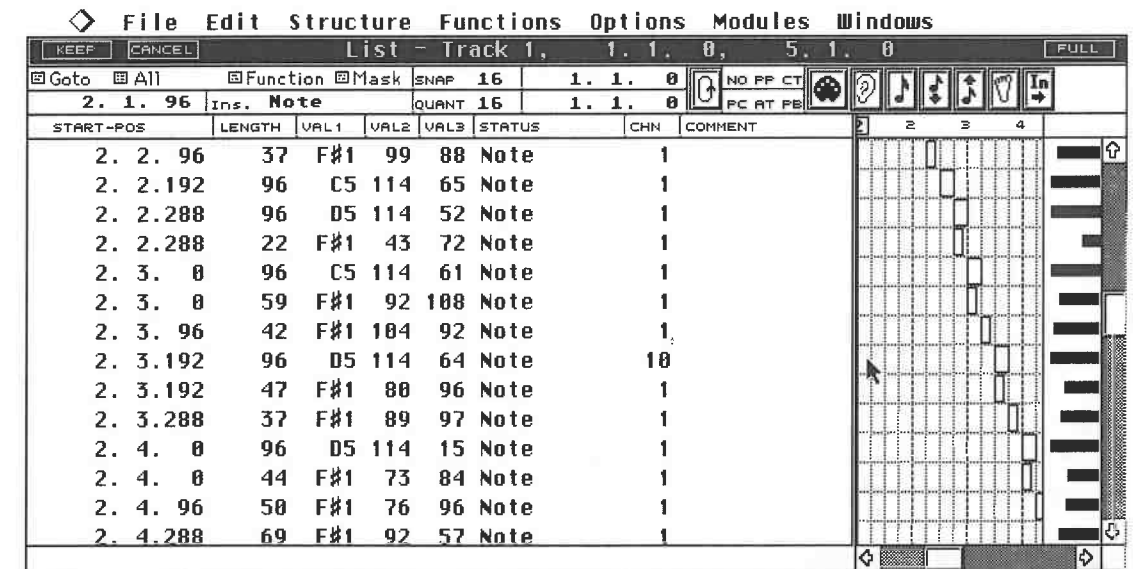 File Edit Structure Functions Options Modules Windows
KEEP CANCEL List - Track 1, 1. 1. 0, 5. 1. 0 FULL
Goto All Function Mask SNAP 16 1. 1. 0 NO PP CT In
2. 1. 96 Ins. Note QUANT 16 1. 1. 0 PC AT PB
START-POS LENGTH VAL1 VAL2 VAL3 STATUS CHN COMMENT 2 2 3 4
2. 2. 96 37 F♯1 99 88 Note 1
2. 2.192 96 C5 114 65 Note 1
2. 2.288 96 D5 114 52 Note 1
2. 2.288 22 F♯1 43 72 Note 1
2. 3. 0 96 C5 114 61 Note 1
2. 3. 0 59 F♯1 92 108 Note 1
2. 3. 96 42 F♯1 104 92 Note 1
2. 3.192 96 D5 114 64 Note 10
2. 3.192 47 F♯1 80 96 Note 1
2. 3.288 37 F♯1 89 97 Note 1
2. 4. 0 96 D5 114 15 Note 1
2. 4. 0 44 F♯1 73 84 Note 1
2. 4. 96 50 F♯1 76 96 Note 1
2. 4.288 69 F♯1 92 57 Note 1